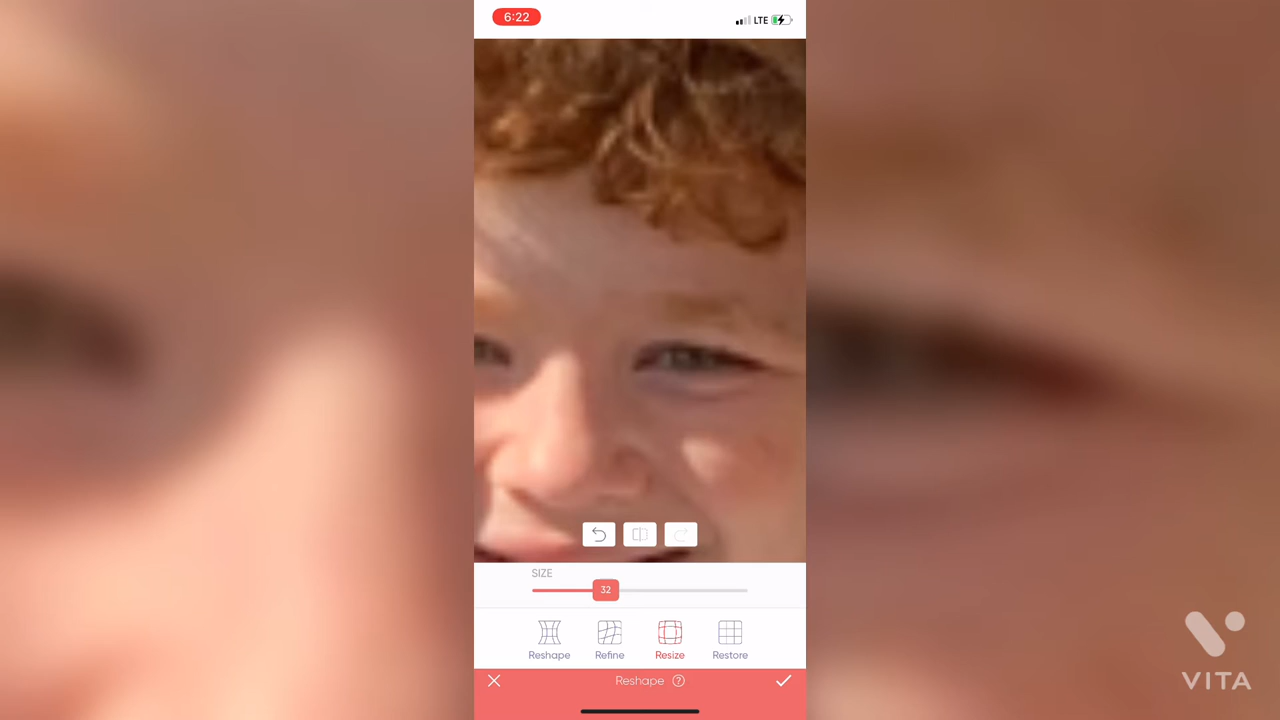 6:22
LTE
SIZE
32
Reshape Refine Resize Restore
Reshape ?
VITA